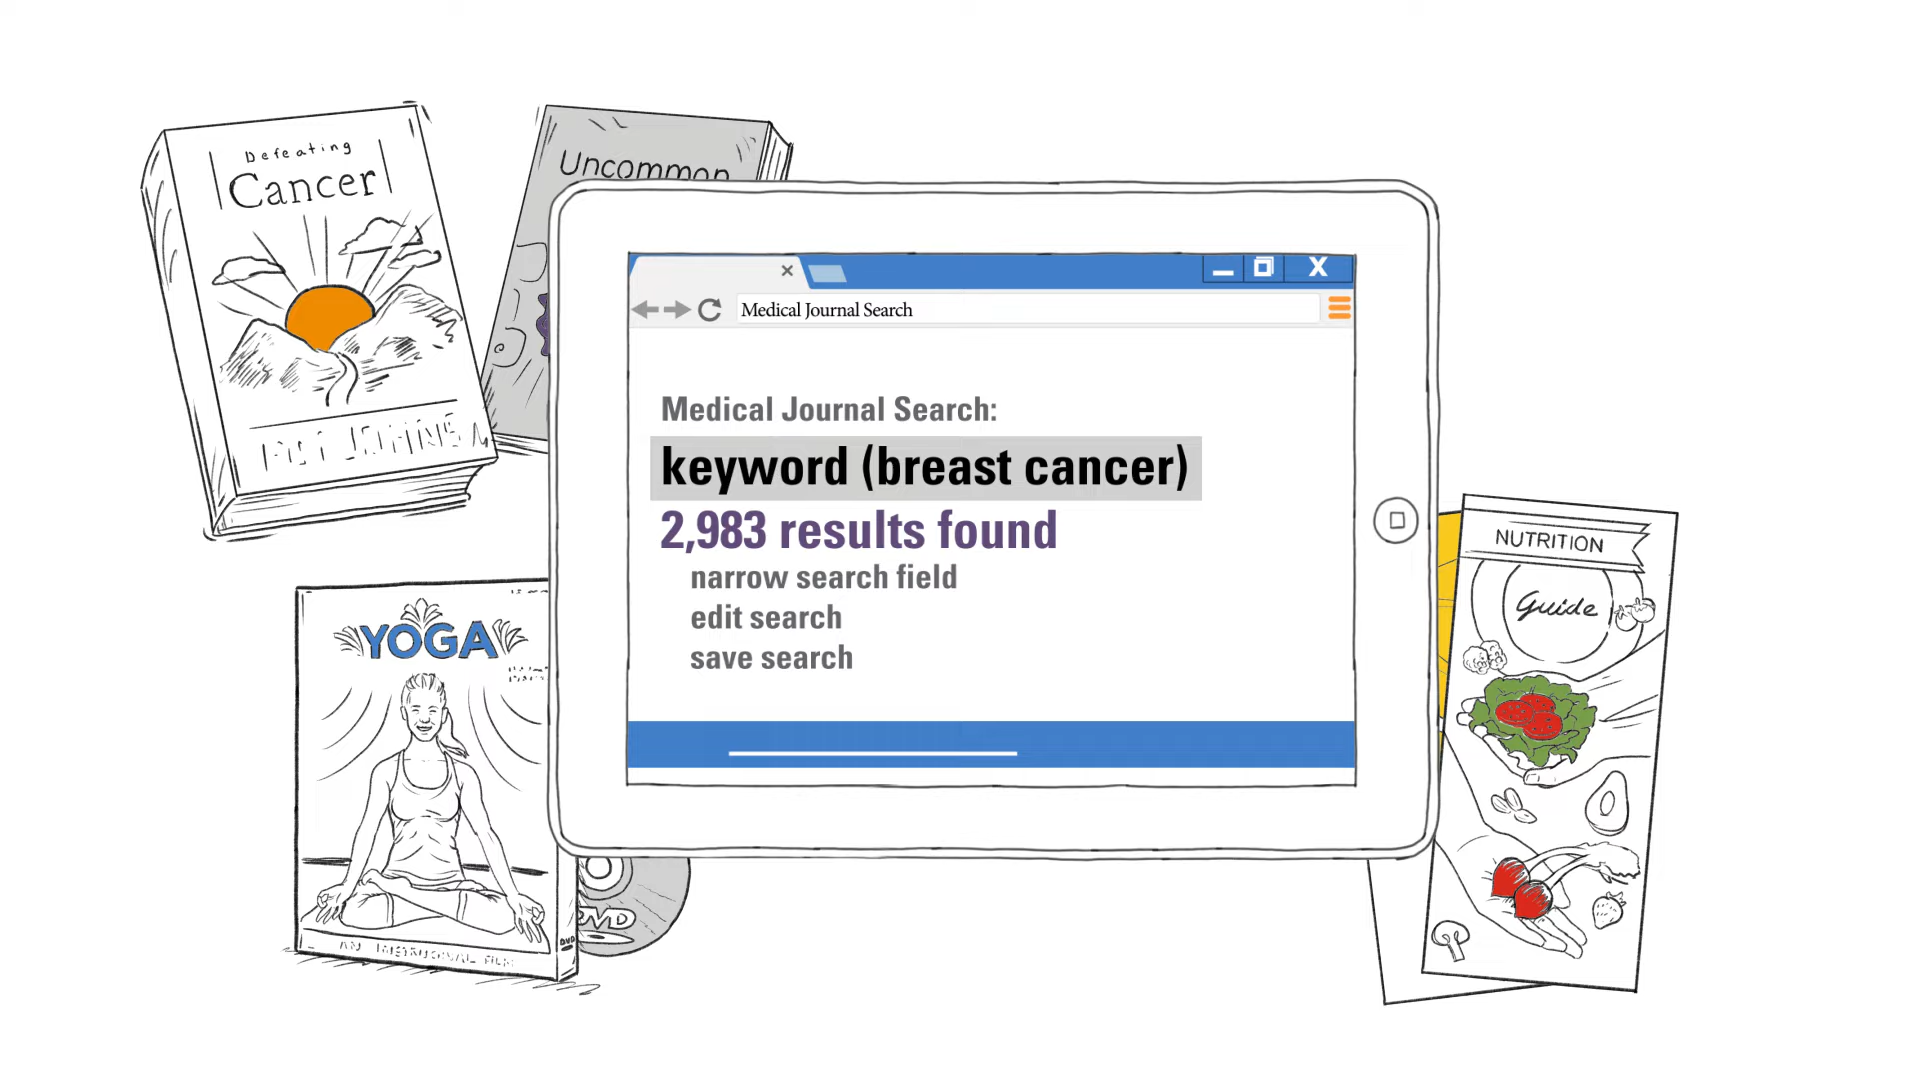 Defeating
Cancer
Uncommon
Medical Journal Search
Medical Journal Search:
keyword (breast cancer)
2,983 results found
narrow search field
edit search
save search
NUTRITION
Guide
YOGA
DVD
DVD